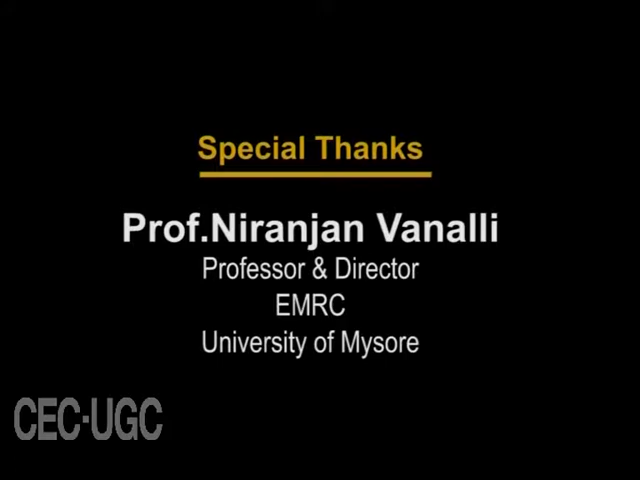 Special Thanks
Prof.Niranjan Vanalli
Professor & Director
EMRC
University of Mysore
CEC-UGC